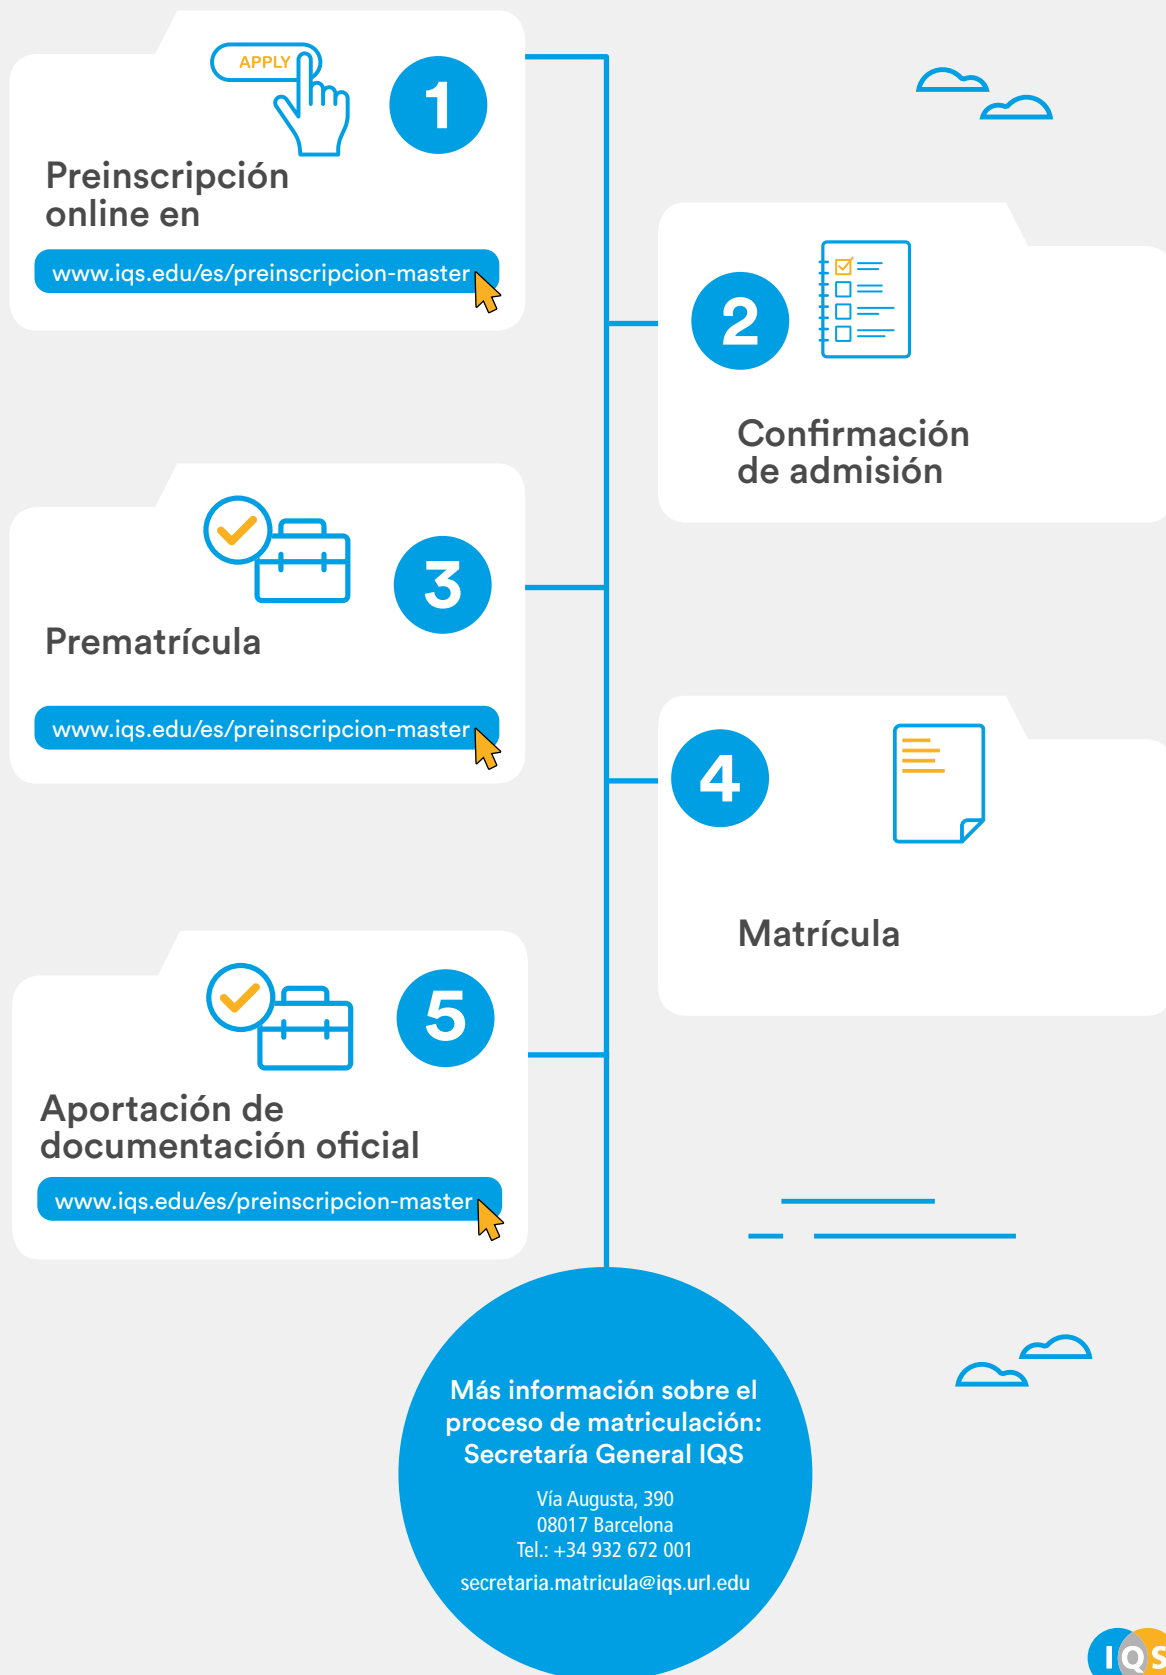 APPLY
1
Preinscripción
online en
www.iqs.edu/es/preinscripcion-master
2
Confirmación
de admisión
3
Prematrícula
www.iqs.edu/es/preinscripcion-master
4
Matrícula
5
Aportación de
documentación oficial
www.iqs.edu/es/preinscripcion-master
Más información sobre el
proceso de matriculación:
Secretaría General IQS
Vía Augusta, 390
08017 Barcelona
Tel.: +34 932 672 001
secretaria.matricula@iqs.url.edu
IQS